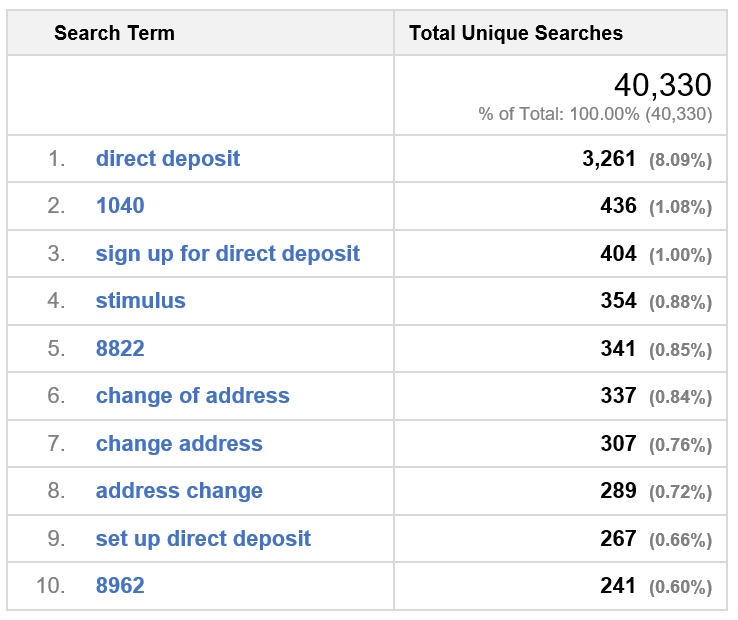 Search Term Total Unique Searches
40,330
% of Total: 100.00% (40,330)
1. direct deposit 3,261 (8.09%)
2. 1040 436 (1.08%)
3. sign up for direct deposit 404 (1.00%)
4. stimulus 354 (0.88%)
5. 8822 341 (0.85%)
6. change of address 337 (0.84%)
7. change address 307 (0.76%)
8. address change 289 (0.72%)
9. set up direct deposit 267 (0.66%)
10. 8962 241 (0.60%)